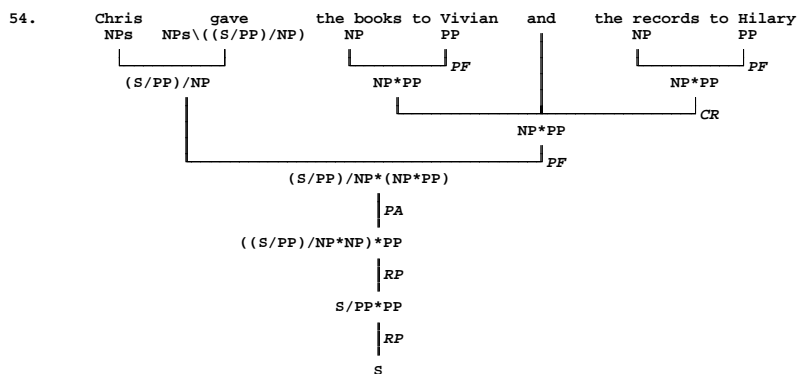 54. Chris gave the books to Vivian and the records to Hilary
NPs NPs\((S/PP)/NP) NP PP NP PP
PF PF
(S/PP)/NP NP*PP NP*PP
CR
NP*PP
PF
(S/PP)/NP*(NP*PP)
PA
((S/PP)/NP*NP)*PP
RP
S/PP*PP
RP
S